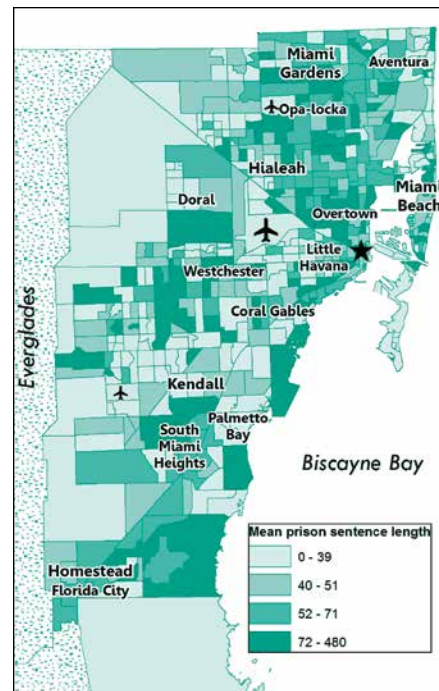 Miami
Gardens
Aventura
Opa-locka
Hialeah
Miami
Beach
Doral
Overtown
Little
Havana
Westchester
Coral Gables
Everglades
Kendall
Palmetto
Bay
South
Miami
Heights
Biscayne Bay
Homestead
Florida City
Mean prison sentence length
0 - 39
40 - 51
52 - 71
72 - 480